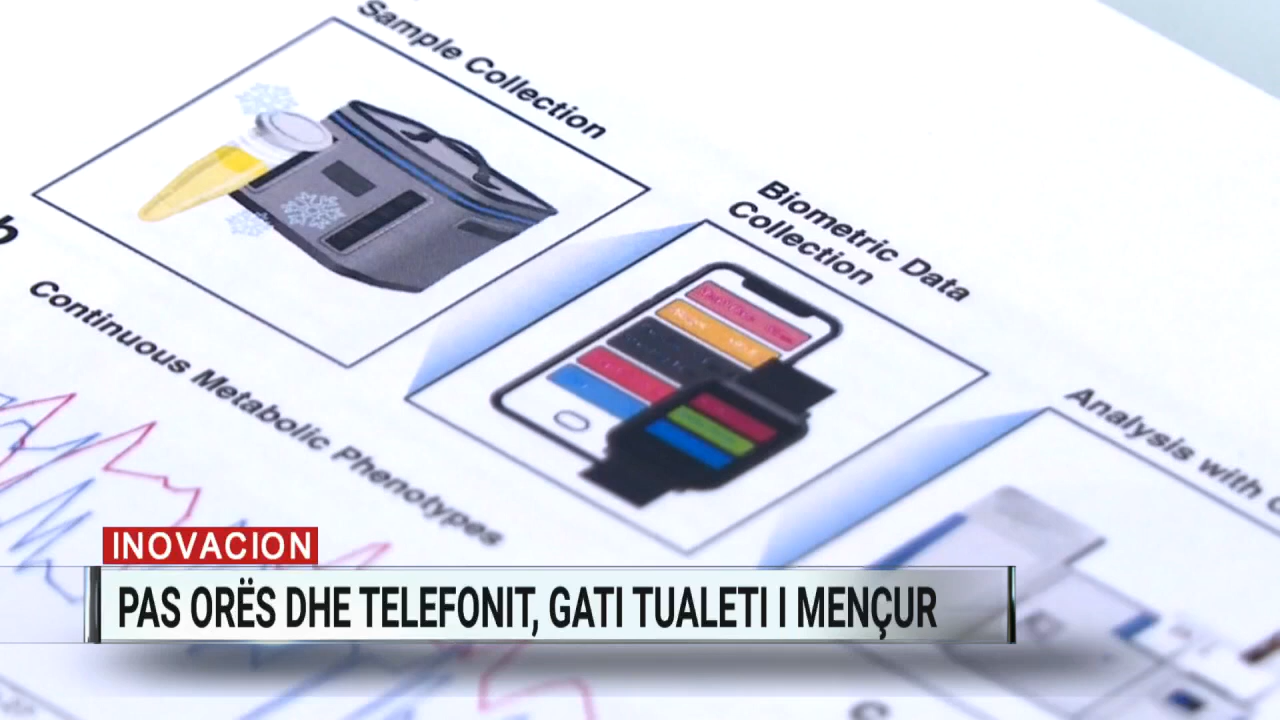 Sample Collection
Biometric Data
Collection
Analysis with
b
Continuous Metabolic Phenotypes
INOVACION
PAS ORËS DHE TELEFONIT, GATI TUALETI I MENÇUR